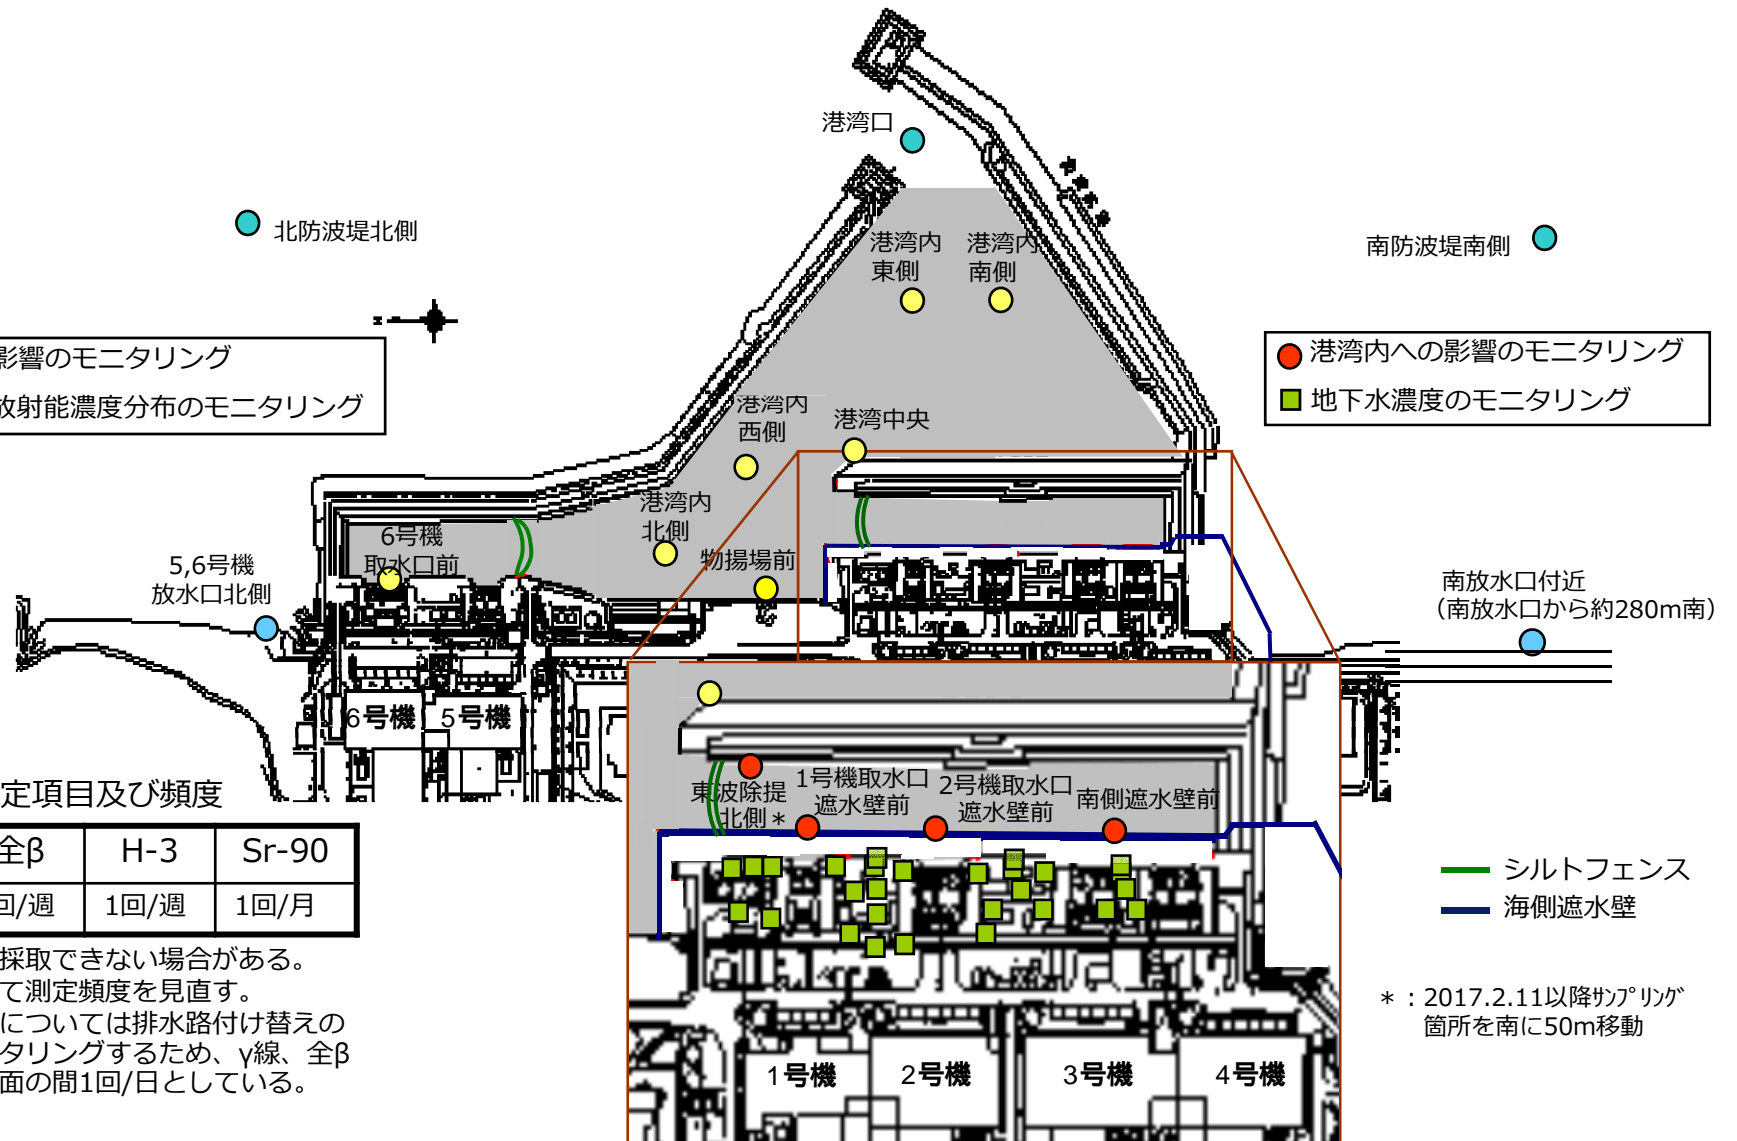 港湾口
北防波堤北側
南防波堤南側
港湾内
東側
港湾内
南側
影響のモニタリング
放射能濃度分布のモニタリング
港湾内への影響のモニタリング
地下水濃度のモニタリング
港湾内
西側
港湾中央
港湾内
北側
6号機
取水口前
物揚場前
5,6号機
放水口北側
南放水口付近
（南放水口から約280m南）
6号機
5号機
東波除提
北側＊
1号機取水口
遮水壁前
2号機取水口
遮水壁前
南側遮水壁前
定項目及び頻度
全β H-3 Sr-90
回/週 1回/週 1回/月
採取できない場合がある。
て測定頻度を見直す。
については排水路付け替えの
タリングするため、γ線、全β
面の間1回/日としている。
シルトフェンス
海側遮水壁
＊：2017.2.11以降ｻﾝﾌﾟﾘﾝｸﾞ
箇所を南に50m移動
1号機
2号機
3号機
4号機